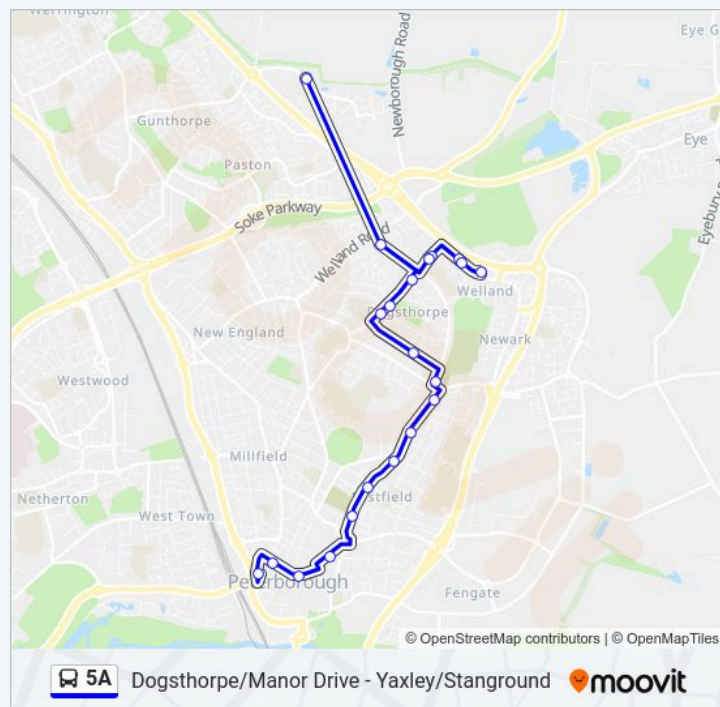 Werrington
Newborough Road
Eye G
Gunthorpe
Eye
Paston
Eyebury
Soke Parkway
Welland Road
Welland
Dogsthorpe
New England
Newark
Westwood
Millfield
Netherton
West Town
Eastfield
Peterborough
Fengate
© OpenStreetMap contributors | © OpenMapTiles
5A Dogsthorpe/Manor Drive - Yaxley/Stanground moovit